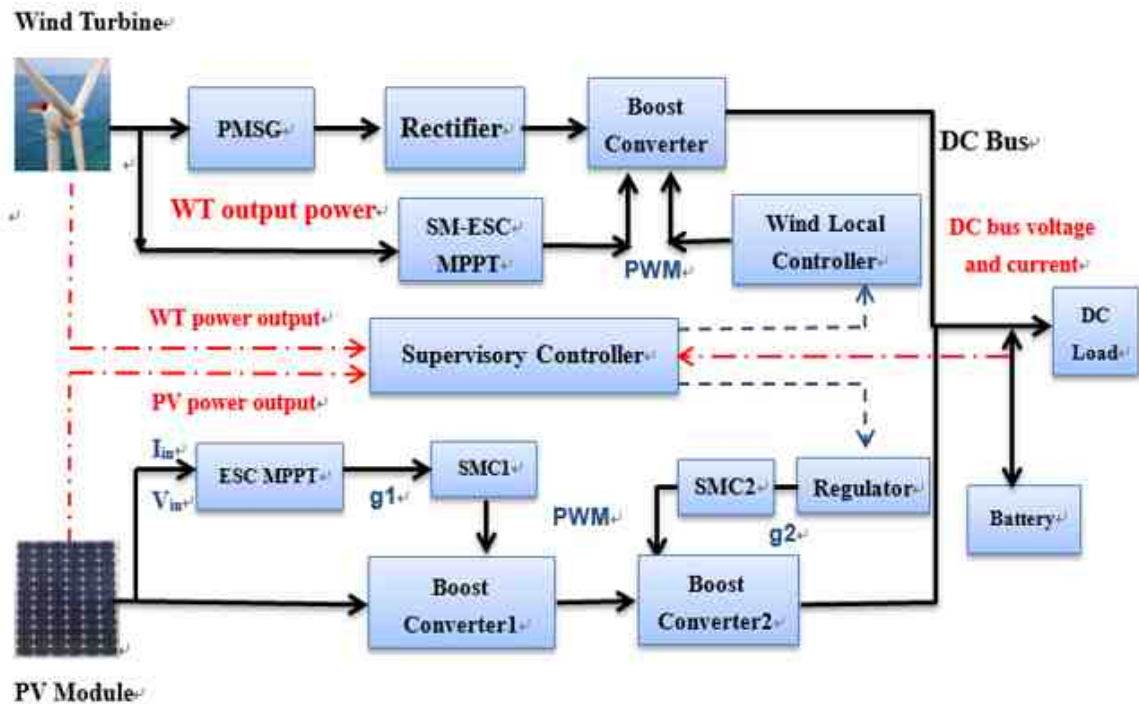 Wind Turbine
PMSG
Rectifier
Boost
Converter
DC Bus
WT output power
SM-ESC
MPPT
PWM
Wind Local
Controller
DC bus voltage
and current
WT power output
Supervisory Controller
DC
Load
PV power output
Iin
Vin
ESC MPPT
g1
SMC1
PWM
SMC2
g2
Regulator
Battery
Boost
Converter1
Boost
Converter2
PV Module